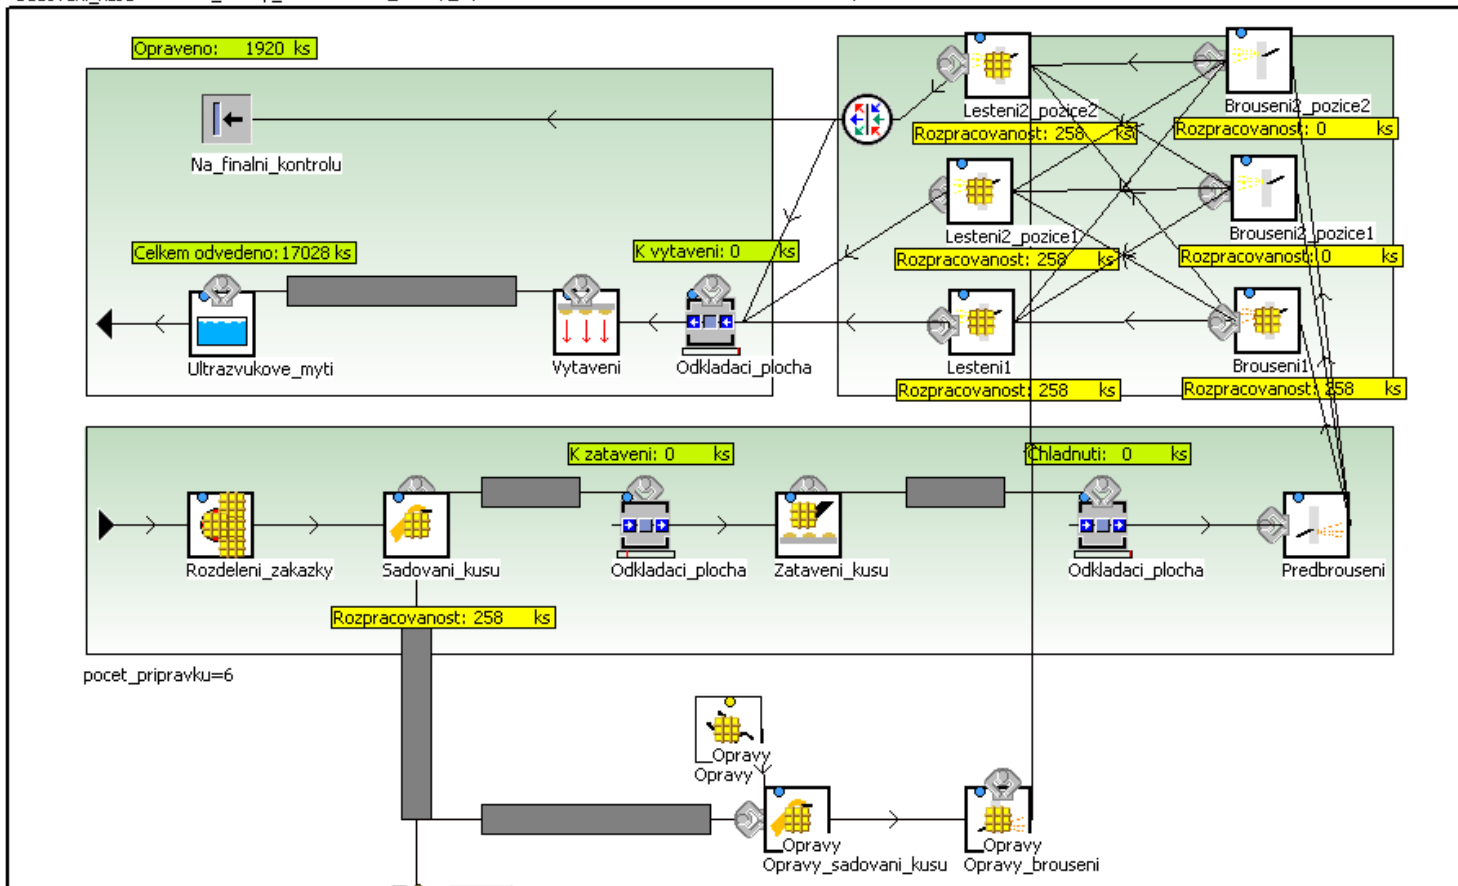 Opraveno: 1920 ks
Na_finalni_kontrolu
Lesteni2_pozice2
Rozpracovanost: 258 ks
Brouseni2_pozice2
Rozpracovanost: 0 ks
Celkem odvedeno: 17028 ks
K vytaveni: 0 ks
Lesteni2_pozice1
Rozpracovanost: 258 ks
Brouseni2_pozice1
Rozpracovanost: 0 ks
Ultrazvukove_myti
Vytaveni
Odkladaci_plocha
Lesteni1
Rozpracovanost: 258 ks
Brouseni1
Rozpracovanost: 258 ks
K zataveni: 0 ks
Chladnuti: 0 ks
Rozdeleni_zakazky
Sadovani_kusu
Odkladaci_plocha
Zataveni_kusu
Odkladaci_plocha
Predbrouseni
Rozpracovanost: 258 ks
pocet_pripravku=6
_Opravy
Opravy
_Opravy
Opravy_sadovani_kusu
_Opravy
Opravy_brouseni